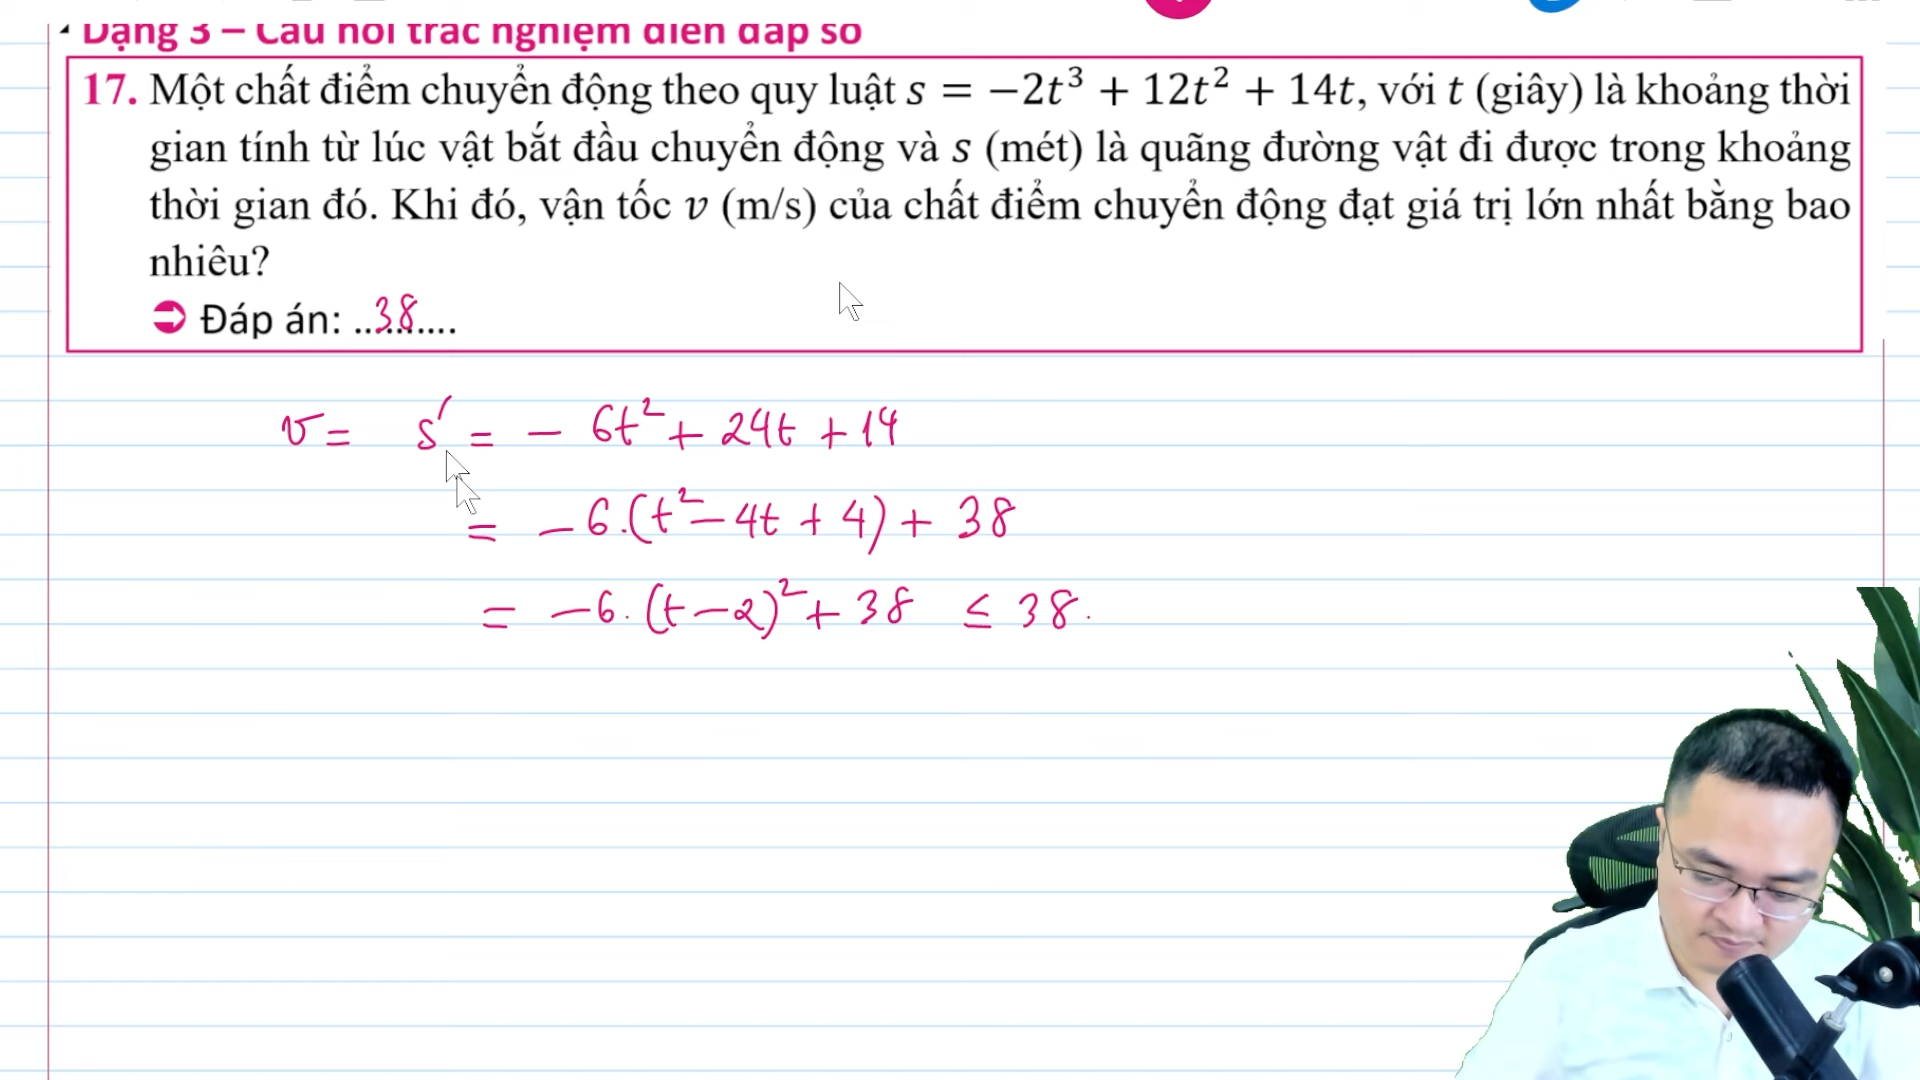 Dạng 3 – Câu hỏi trắc nghiệm điền đáp số
17. Một chất điểm chuyển động theo quy luật s = −2t³ + 12t² + 14t, với t (giây) là khoảng thời
gian tính từ lúc vật bắt đầu chuyển động và s (mét) là quãng đường vật đi được trong khoảng
thời gian đó. Khi đó, vận tốc v (m/s) của chất điểm chuyển động đạt giá trị lớn nhất bằng bao
nhiêu?
➲ Đáp án: ..38.......
v = s' = − 6t² + 24t + 14
= −6.(t² − 4t + 4) + 38
= −6.(t − 2)² + 38 ≤ 38.